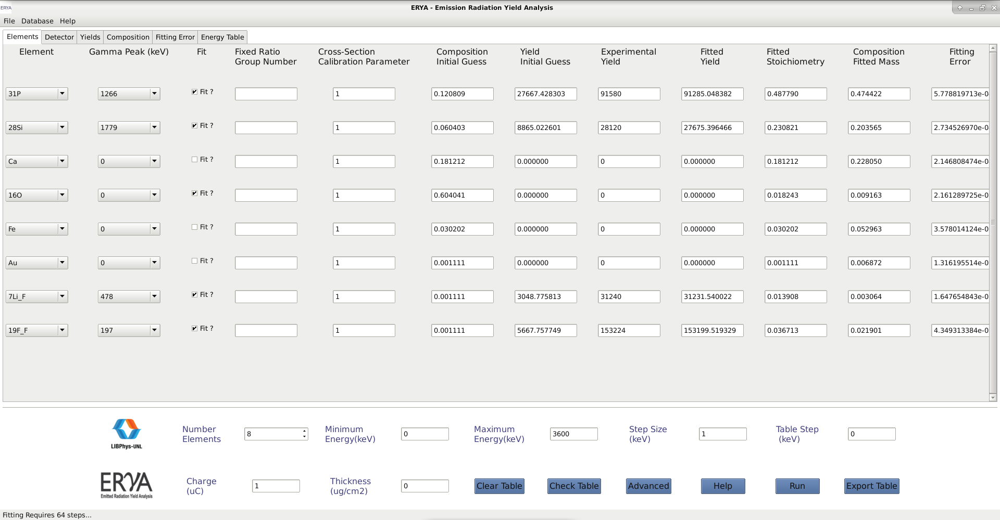 ERYA
ERYA - Emission Radiation Yield Analysis
File Database Help
Elements Detector Yields Composition Fitting Error Energy Table
Element Gamma Peak (keV) Fit Fixed Ratio Group Number Cross-Section Calibration Parameter Composition Initial Guess Yield Initial Guess Experimental Yield Fitted Yield Fitted Stoichiometry Composition Fitted Mass Fitting Error
31P 1266 Fit ? 1 0.120809 27667.428303 91580 91285.048382 0.487790 0.474422 5.778819713e-0
28Si 1779 Fit ? 1 0.060403 8865.022601 28120 27675.396466 0.230821 0.203565 2.734526970e-0
Ca 0 Fit ? 1 0.181212 0.000000 0 0.000000 0.181212 0.228050 2.146808474e-0
16O 0 Fit ? 1 0.604041 0.000000 0 0.000000 0.018243 0.009163 2.161289725e-0
Fe 0 Fit ? 1 0.030202 0.000000 0 0.000000 0.030202 0.052963 3.578014124e-0
Au 0 Fit ? 1 0.001111 0.000000 0 0.000000 0.001111 0.006872 1.316195514e-0
7Li_F 478 Fit ? 1 0.001111 3048.775813 31240 31231.540022 0.013908 0.003064 1.647654843e-0
19F_F 197 Fit ? 1 0.001111 5667.757749 153224 153199.519329 0.036713 0.021901 4.349313384e-0
LIBPhys-UNL
Number Elements 8 Minimum Energy(keV) 0 Maximum Energy(keV) 3600 Step Size (keV) 1 Table Step (keV) 0
ERYA
Emitted Radiation Yield Analysis
Charge (uC) 1 Thickness (ug/cm2) 0 Clear Table Check Table Advanced Help Run Export Table
Fitting Requires 64 steps...